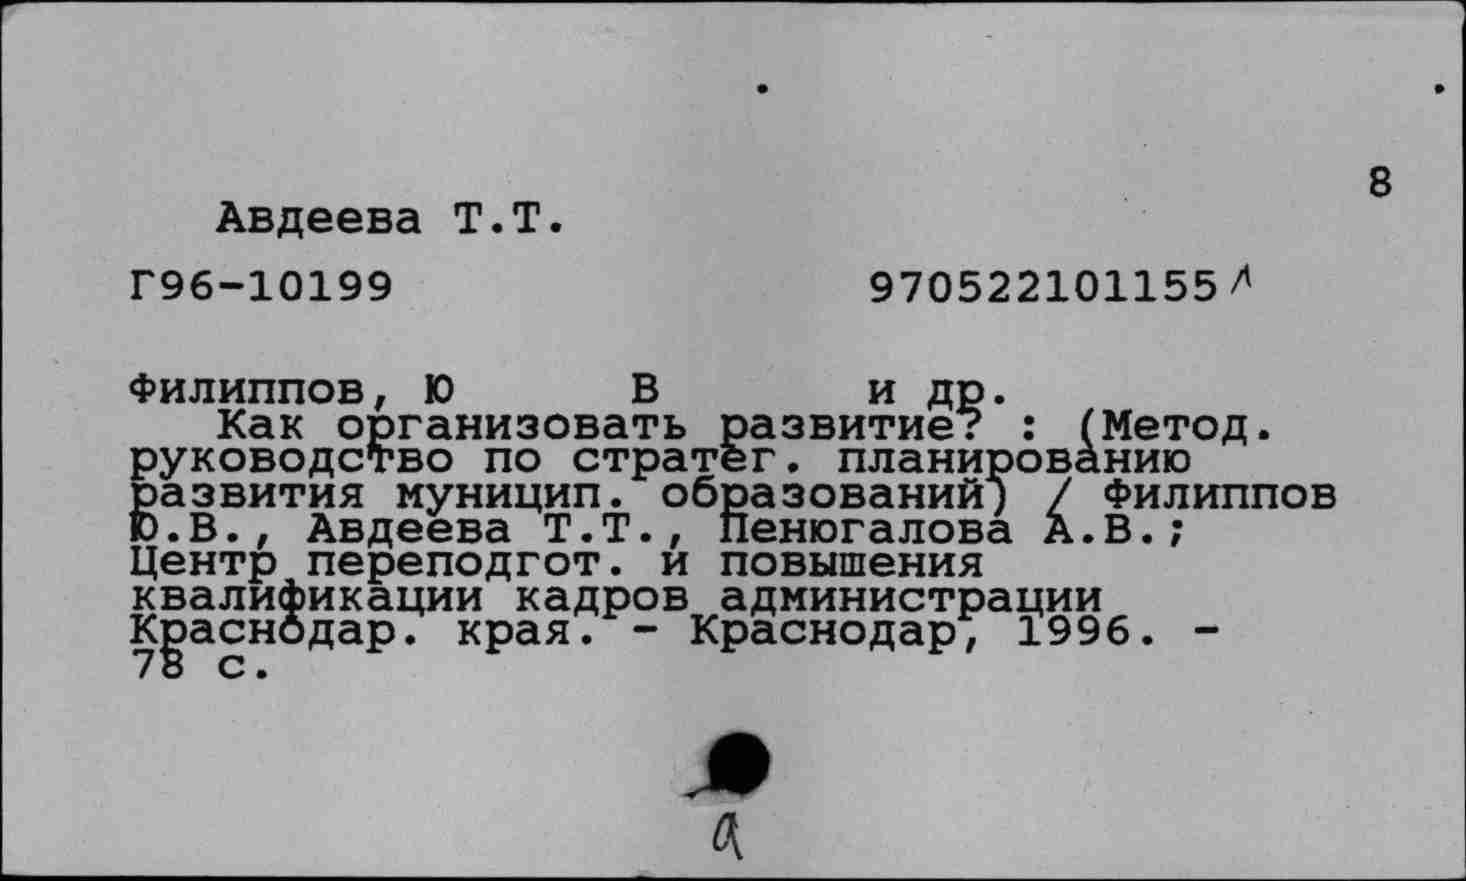 8
Авдеева Т.Т.
Г96-10199 970522101155 л
Филиппов, Ю В и др.
Как организовать развитие? : (Метод.
руководство по стратег. планированию
развития муницип. образований) / Филиппов
Ю.В., Авдеева Т.Т., Пенюгалова А.В.;
Центр переподгот. и повышения
квалификации кадров администрации
Краснодар. края. - Краснодар, 1996. -
78 с.